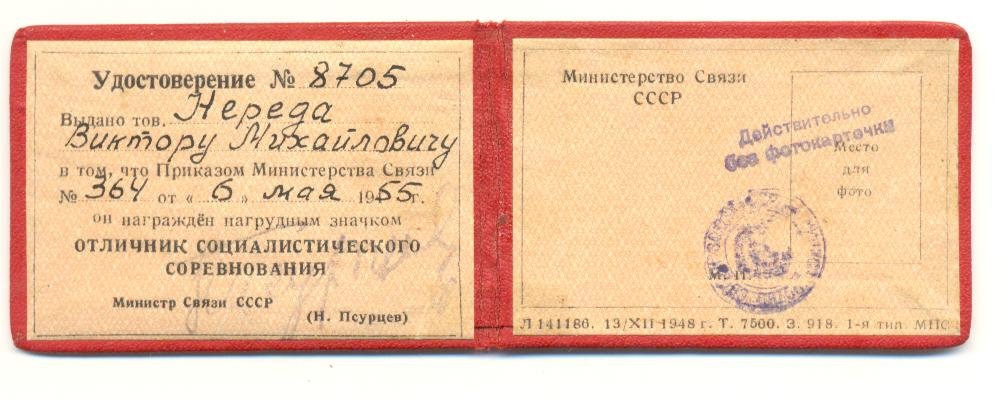 Удостоверение № 8705
Выдано тов. Нереда
Виктору Михайловичу
в том, что Приказом Министерства Связи
№ 364 от « 6 » мая 1955 г.
он награждён нагрудным значком
ОТЛИЧНИК СОЦИАЛИСТИЧЕСКОГО
СОРЕВНОВАНИЯ
Министр Связи СССР
(Н. Псурцев)
Министерство Связи
СССР
Действительно
без фотокарточки
Место
для
фото
Л 141186. 13/XII 1948 г. Т. 7500. З. 918. 1-я тип. МПС